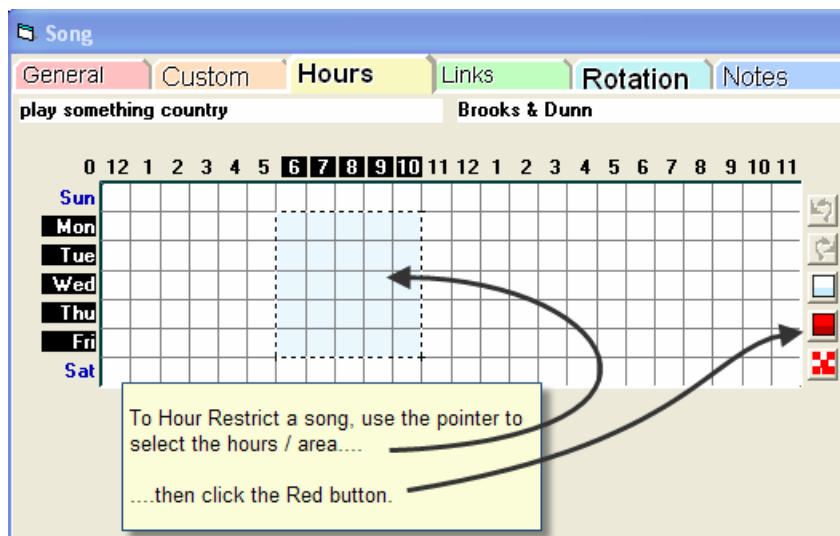 Song
General Custom Hours Links Rotation Notes
play something country Brooks & Dunn
0 12 1 2 3 4 5 6 7 8 9 10 11 12 1 2 3 4 5 6 7 8 9 10 11
Sun
Mon
Tue
Wed
Thu
Fri
Sat
To Hour Restrict a song, use the pointer to
select the hours / area....
....then click the Red button.